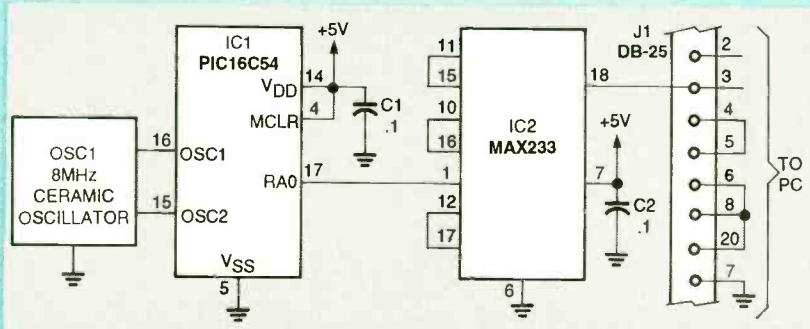 IC1
PIC16C54
+5V
14
VDD
4
MCLR
C1
.1
OSC1
8MHz
CERAMIC
OSCILLATOR
16
OSC1
15
OSC2
17
RA0
VSS
5
11
15
10
16
1
12
17
IC2
MAX233
18
+5V
7
C2
.1
6
J1
DB-25
2
3
4
5
6
8
20
7
TO
PC